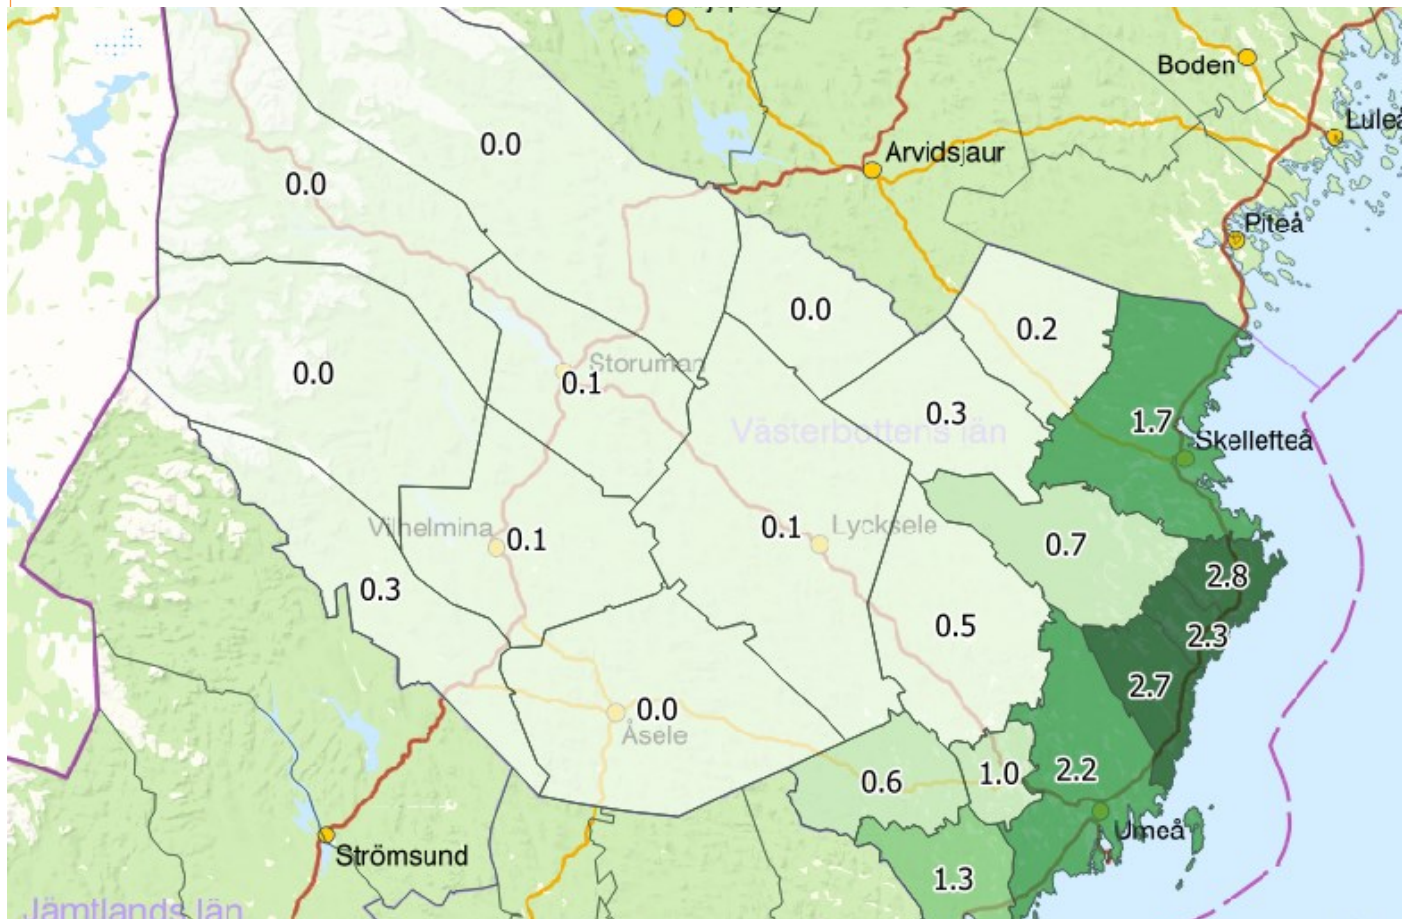 Boden
Luleå
0.0
Arvidsjaur
0.0
Piteå
0.0
0.2
Storuman
0.0
0.1
0.3
1.7
Västerbottens län
Skellefteå
Vilhelmina
0.1
0.1
Lycksele
0.7
0.3
2.8
0.5
2.3
2.7
0.0
Åsele
0.6
1.0
2.2
Umeå
Strömsund
1.3
Jämtlands län